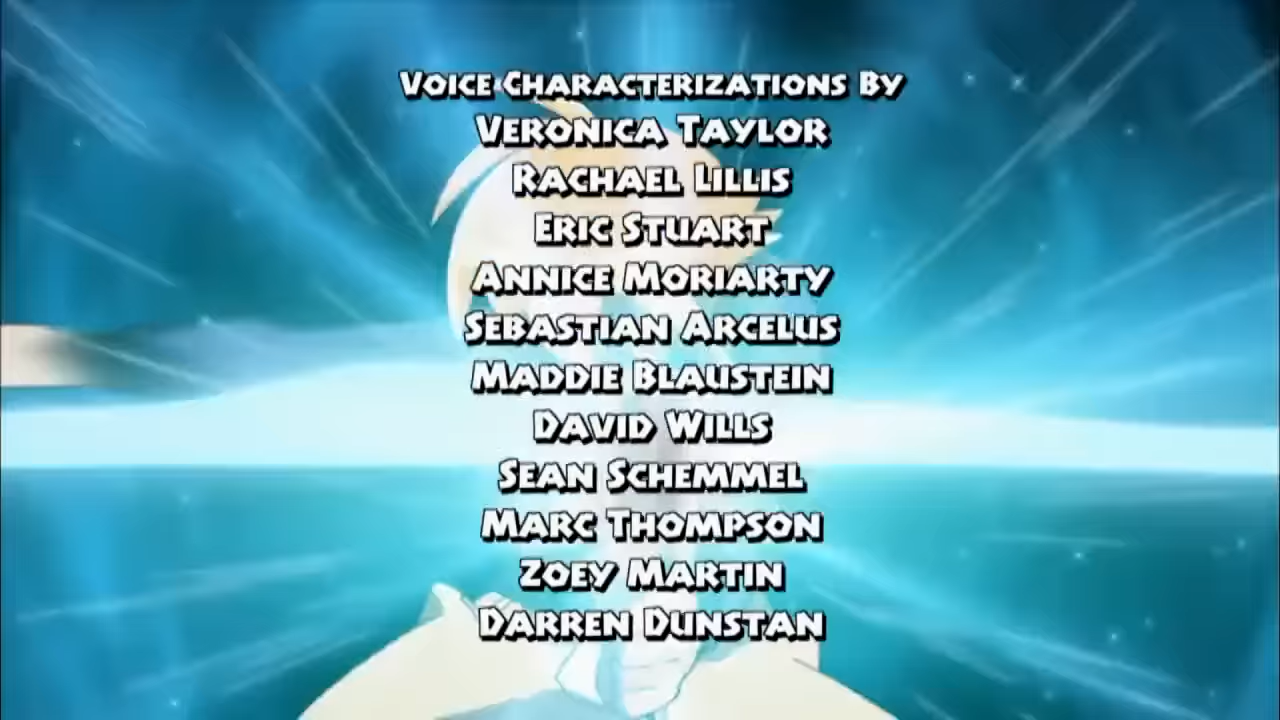 Voice Characterizations By
Veronica Taylor
Rachael Lillis
Eric Stuart
Annice Moriarty
Sebastian Arcelus
Maddie Blaustein
David Wills
Sean Schemmel
Marc Thompson
Zoey Martin
Darren Dunstan